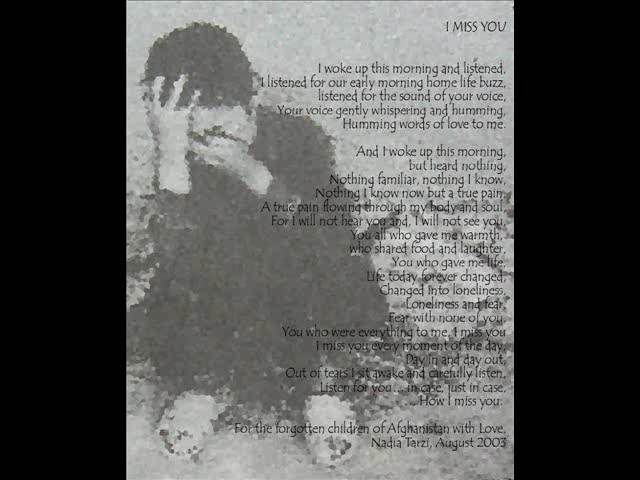 I MISS YOU
I woke up this morning and listened,
I listened for our early morning home life buzz,
listened for the sound of your voice,
Your voice gently whispering and humming,
Humming words of love to me.
And I woke up this morning,
but heard nothing,
Nothing familiar, nothing I know,
Nothing I know now but a true pain,
A true pain flowing through my body and soul.
For I will not hear you and, I will not see you,
You all who gave me warmth,
who shared food and laughter,
You who gave me life,
Life today forever changed,
Changed into loneliness,
Loneliness and fear,
Fear with none of you,
You who were everything to me, I miss you
I miss you every moment of the day,
Day in and day out,
Out of tears I sit awake and carefully listen,
Listen for you ... in case, just in case,
... How I miss you.
For the forgotten children of Afghanistan with Love,
Nadia Tarzi, August 2003